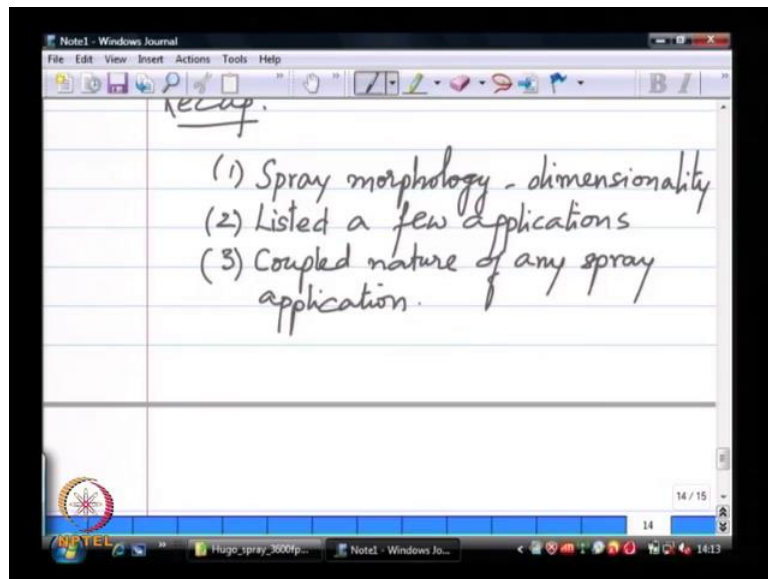 Note1 - Windows Journal
File Edit View Insert Actions Tools Help
B I
Recap.
(1) Spray morphology - dimensionality
(2) Listed a few applications
(3) Coupled nature of any spray
application.
14 / 15
14
NPTEL
Hugo_spray_3600fp... Note1 - Windows Jo... 14:13